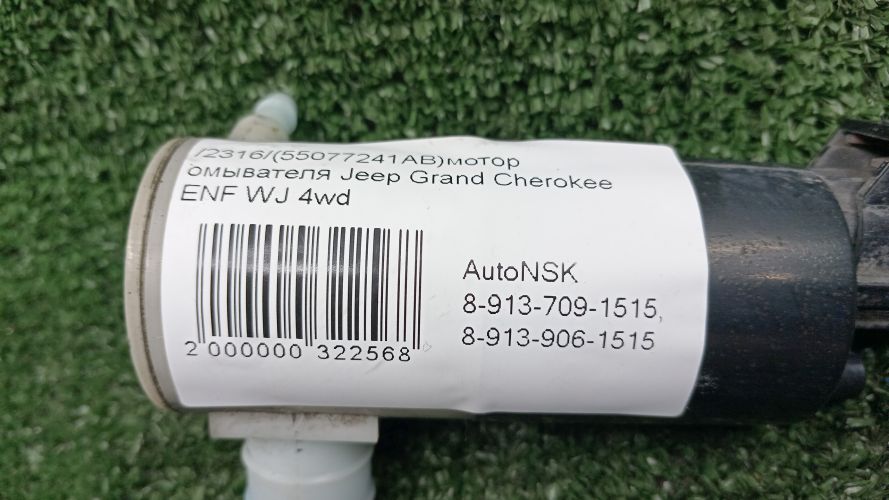 /2316/(55077241AB)мотор
омывателя Jeep Grand Cherokee
ENF WJ 4wd
AutoNSK
8-913-709-1515,
8-913-906-1515
2 000000 322568